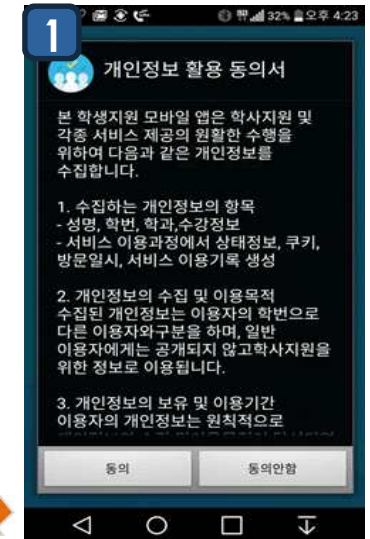 1
32% 오후 4:23
개인정보 활용 동의서
본 학생지원 모바일 앱은 학사지원 및
각종 서비스 제공의 원활한 수행을
위하여 다음과 같은 개인정보를
수집합니다.
1. 수집하는 개인정보의 항목
- 성명, 학번, 학과,수강정보
- 서비스 이용과정에서 상태정보, 쿠키,
방문일시, 서비스 이용기록 생성
2. 개인정보의 수집 및 이용목적
수집된 개인정보는 이용자의 학번으로
다른 이용자와구분을 하며, 일반
이용자에게는 공개되지 않고학사지원을
위한 정보로 이용됩니다.
3. 개인정보의 보유 및 이용기간
이용자의 개인정보는 원칙적으로
동의
동의안함